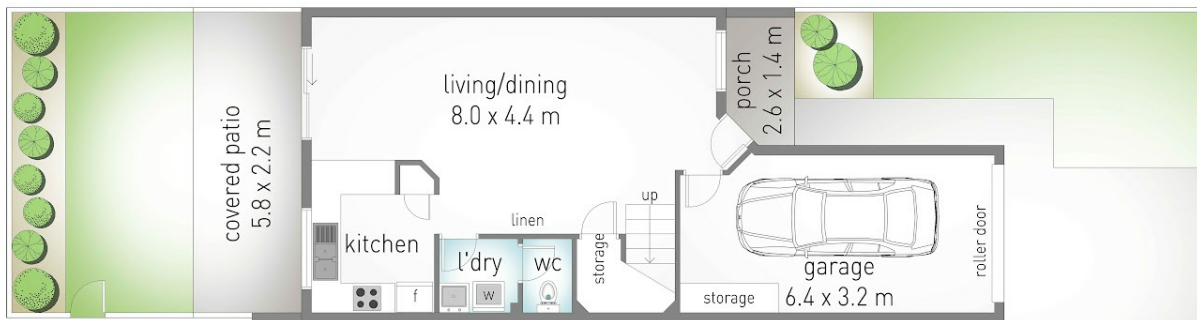 covered patio
5.8 x 2.2 m
living/dining
8.0 x 4.4 m
porch
2.6 x 1.4 m
kitchen
f
l'dry
w
wc
linen
storage
up
garage
6.4 x 3.2 m
storage
roller door